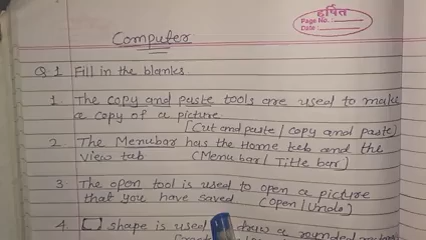 हर्षित
Page No.:
Date:
Computer
Q.1 Fill in the blanks.
1. The copy and paste tools are used to make
a copy of a picture
(Cut and paste / copy and paste)
2. The Menubar has the Home teb and the
view tab (Menu bar / Title bar)
3 The open tool is used to open a picture
that you have saved (open / Undo)
4. shape is used draw a rounded